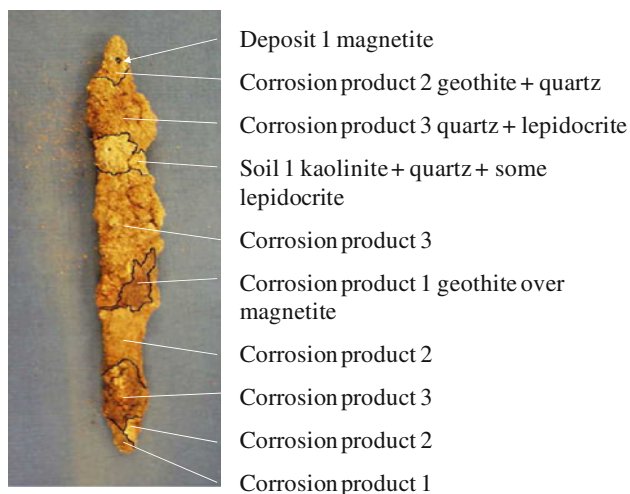 Deposit 1 magnetite
Corrosion product 2 geothite + quartz
Corrosion product 3 quartz + lepidocrite
Soil 1 kaolinite + quartz + some
lepidocrite
Corrosion product 3
Corrosion product 1 geothite over
magnetite
Corrosion product 2
Corrosion product 3
Corrosion product 2
Corrosion product 1